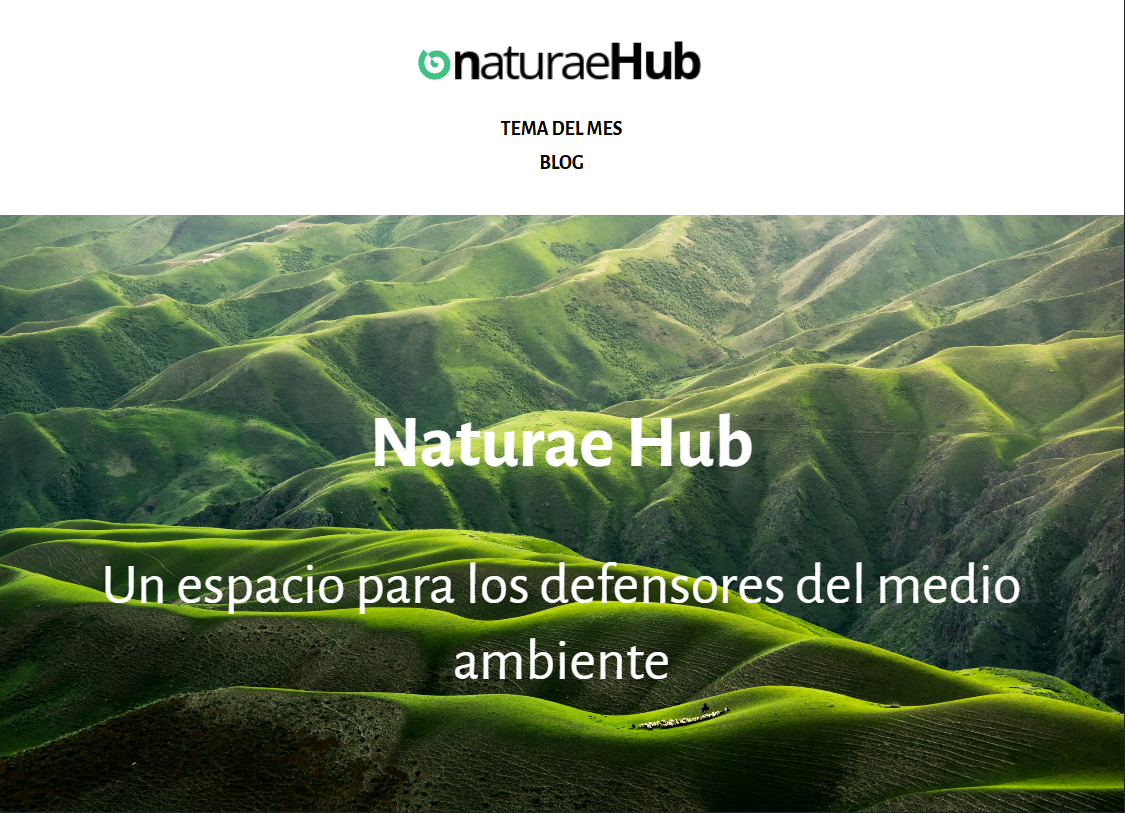 naturaeHub
TEMA DEL MES
BLOG
Naturae Hub
Un espacio para los defensores del medio
ambiente